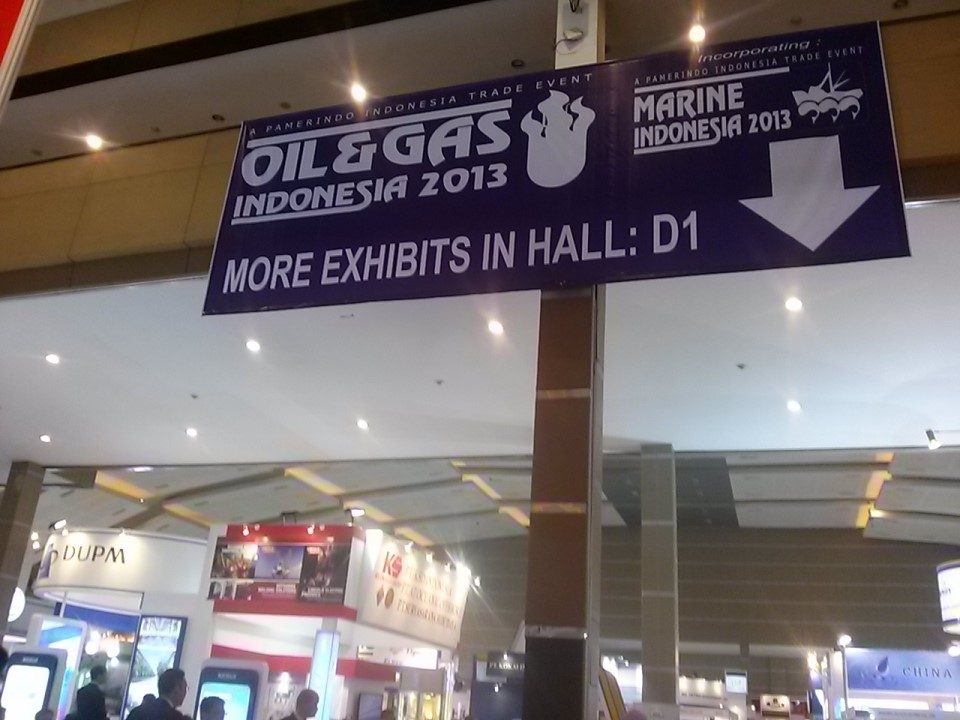 A PAMERINDO INDONESIA TRADE EVENT
OIL & GAS
INDONESIA 2013
Incorporating :
A PAMERINDO INDONESIA TRADE EVENT
MARINE
INDONESIA 2013
MORE EXHIBITS IN HALL: D1
DUPM
KS
CHINA